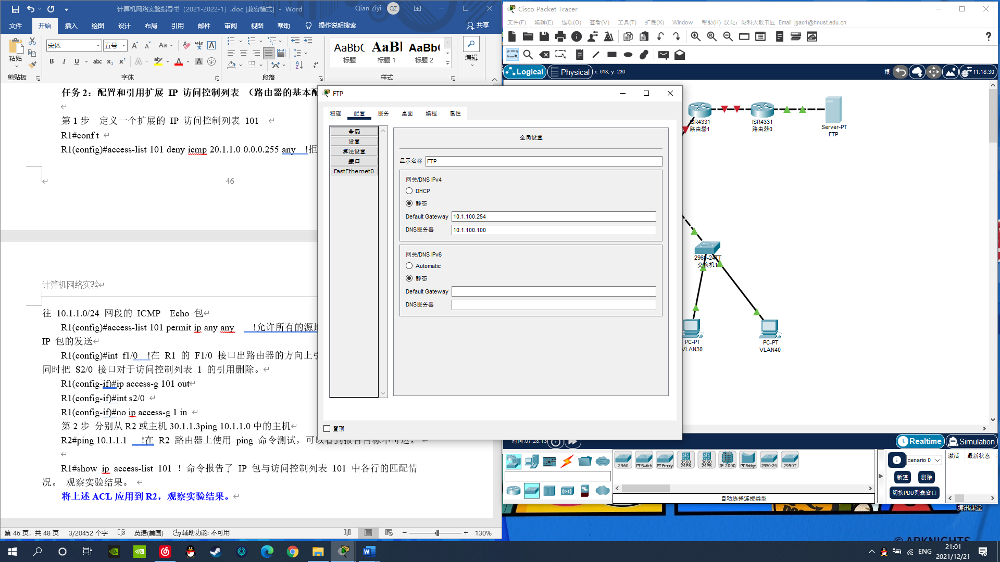 计算机网络实验指导书（2021-2022-1）.doc [兼容模式] - Word
Qian Ziyi
QZ
文件 开始 插入 绘图 设计 布局 引用 邮件 审阅 视图 帮助 操作说明搜索 共享
宋体 五号
粘贴
剪贴板 字体 段落 样式 编辑
AaBbC AaBl AaBb(
标题 标题 1 标题 2
任务 2：配置和引用扩展 IP 访问控制列表 （路由器的基本配
第 1 步 定义一个扩展的 IP 访问控制列表 101
R1#conf t
R1(config)#access-list 101 deny icmp 20.1.1.0 0.0.0.255 any !拒
46
计算机网络实验
往 10.1.1.0/24 网段的 ICMP Echo 包
R1(config)#access-list 101 permit ip any any !允许所有的源地
IP 包的发送
R1(config)#int f1/0 !在 R1 的 F1/0 接口出路由器的方向上引
同时把 S2/0 接口对于访问控制列表 1 的引用删除。
R1(config-if)#ip access-g 101 out
R1(config-if)#int s2/0
R1(config-if)#no ip access-g 1 in
第 2 步 分别从 R2 或主机 30.1.1.3ping 10.1.1.0 中的主机
R2#ping 10.1.1.1 !在 R2 路由器上使用 ping 命令测试，可以看到报告目标不可达。
R1#show ip access-list 101 ! 命令报告了 IP 包与访问控制列表 101 中各行的匹配情
况。 观察实验结果。
将上述 ACL 应用到 R2，观察实验结果。
第 46 页，共 48 页 3/20452 个字 英语(美国) 辅助功能: 不可用 130%
Cisco Packet Tracer
文件(F) 编辑(E) 选项(O) 查看(V) 工具(T) 扩展(X) Window 帮助(H) 汉化：湖科大教书匠 Email: jgao1@hnust.edu.cn
Logical Physical x: 618, y: 230 根 11:18:30
FTP
物理 配置 服务 桌面 编程 属性
全局
设置
算法设置
接口
FastEthernet0
全局设置
显示名称 FTP
网关/DNS IPv4
DHCP
静态
Default Gateway 10.1.100.254
DNS服务器 10.1.100.100
网关/DNS IPv6
Automatic
静态
Default Gateway
DNS服务器
置顶
ISR4331
路由器1
ISR4331
路由器0
Server-PT
FTP
2960-24TT
交换机1
PC-PT
VLAN30
PC-PT
VLAN40
时间:07:28:13
Realtime Simulation
2960 PT-Switch PT-Empty 3560 24PS 3650 24PS IE 2000 PT-Bridge 2950-24 2950T
自动选择连接类型
cenario 0
新建 删除
切换PDU列表窗口
激活 最新状态
腾讯课堂
© ARKNIGHTS
ENG
21:01
2021/12/21